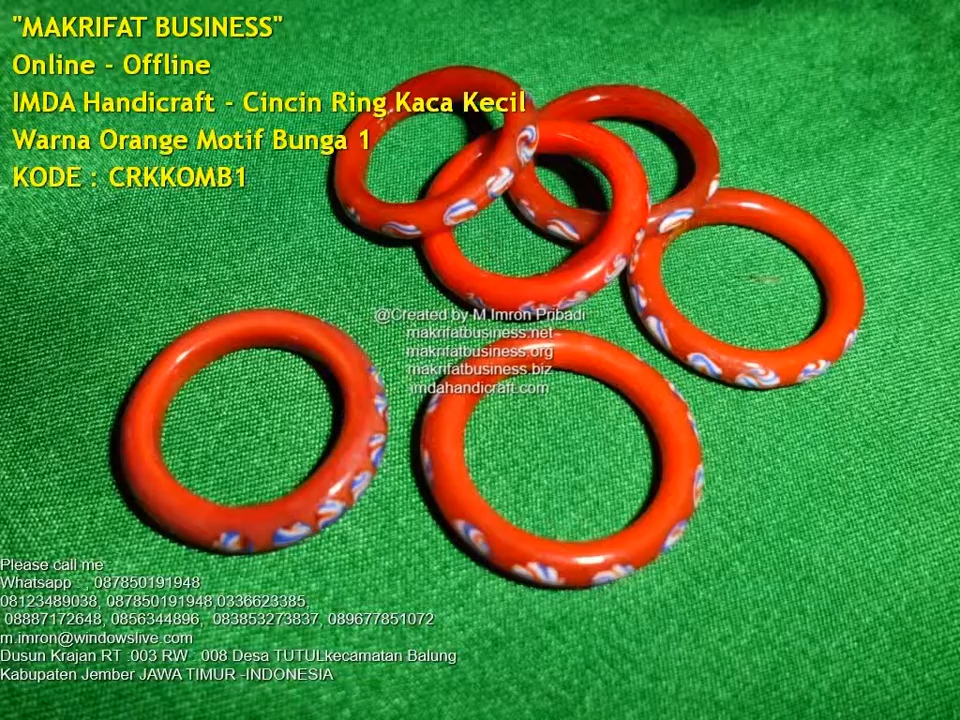 "MAKRIFAT BUSINESS"
Online - Offline
IMDA Handicraft - Cincin Ring Kaca Kecil
Warna Orange Motif Bunga 1
KODE : CRKKOMB1
@Created by M.Imron Pribadi
makrifatbusiness.net
makrifatbusiness.org
makrifatbusiness.biz
imdahandicraft.com
Please call me
Whatsapp : , 087850191948
08123489038, 087850191948,0336623385,
08887172648, 0856344896, 083853273837, 089677851072
m.imron@windowslive.com
Dusun Krajan RT :003 RW : 008 Desa TUTULkecamatan Balung
Kabupaten Jember JAWA TIMUR -INDONESIA